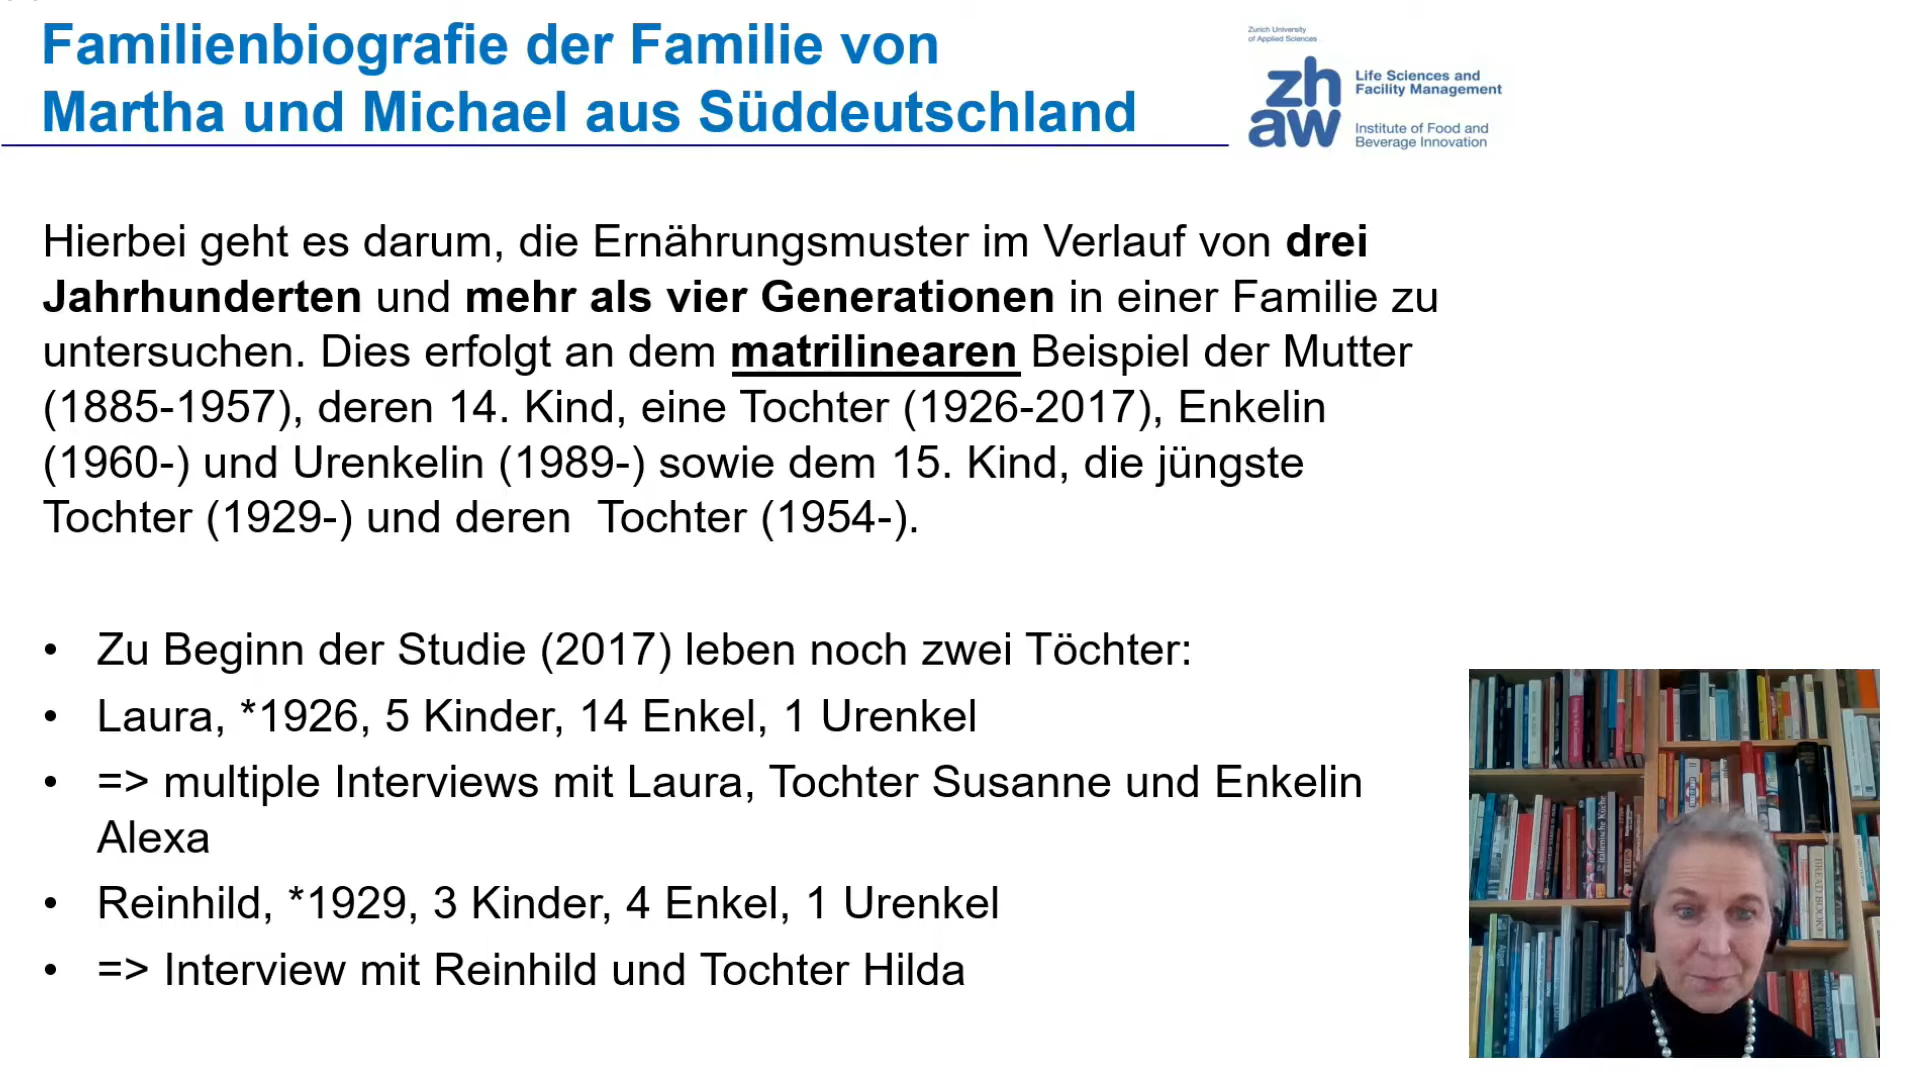 Familienbiografie der Familie von
Martha und Michael aus Süddeutschland
Zurich University
of Applied Sciences
zh
aw
Life Sciences and
Facility Management
Institute of Food and
Beverage Innovation
Hierbei geht es darum, die Ernährungsmuster im Verlauf von drei
Jahrhunderten und mehr als vier Generationen in einer Familie zu
untersuchen. Dies erfolgt an dem matrilinearen Beispiel der Mutter
(1885-1957), deren 14. Kind, eine Tochter (1926-2017), Enkelin
(1960-) und Urenkelin (1989-) sowie dem 15. Kind, die jüngste
Tochter (1929-) und deren  Tochter (1954-).
• Zu Beginn der Studie (2017) leben noch zwei Töchter:
• Laura, *1926, 5 Kinder, 14 Enkel, 1 Urenkel
• => multiple Interviews mit Laura, Tochter Susanne und Enkelin
Alexa
• Reinhild, *1929, 3 Kinder, 4 Enkel, 1 Urenkel
• => Interview mit Reinhild und Tochter Hilda